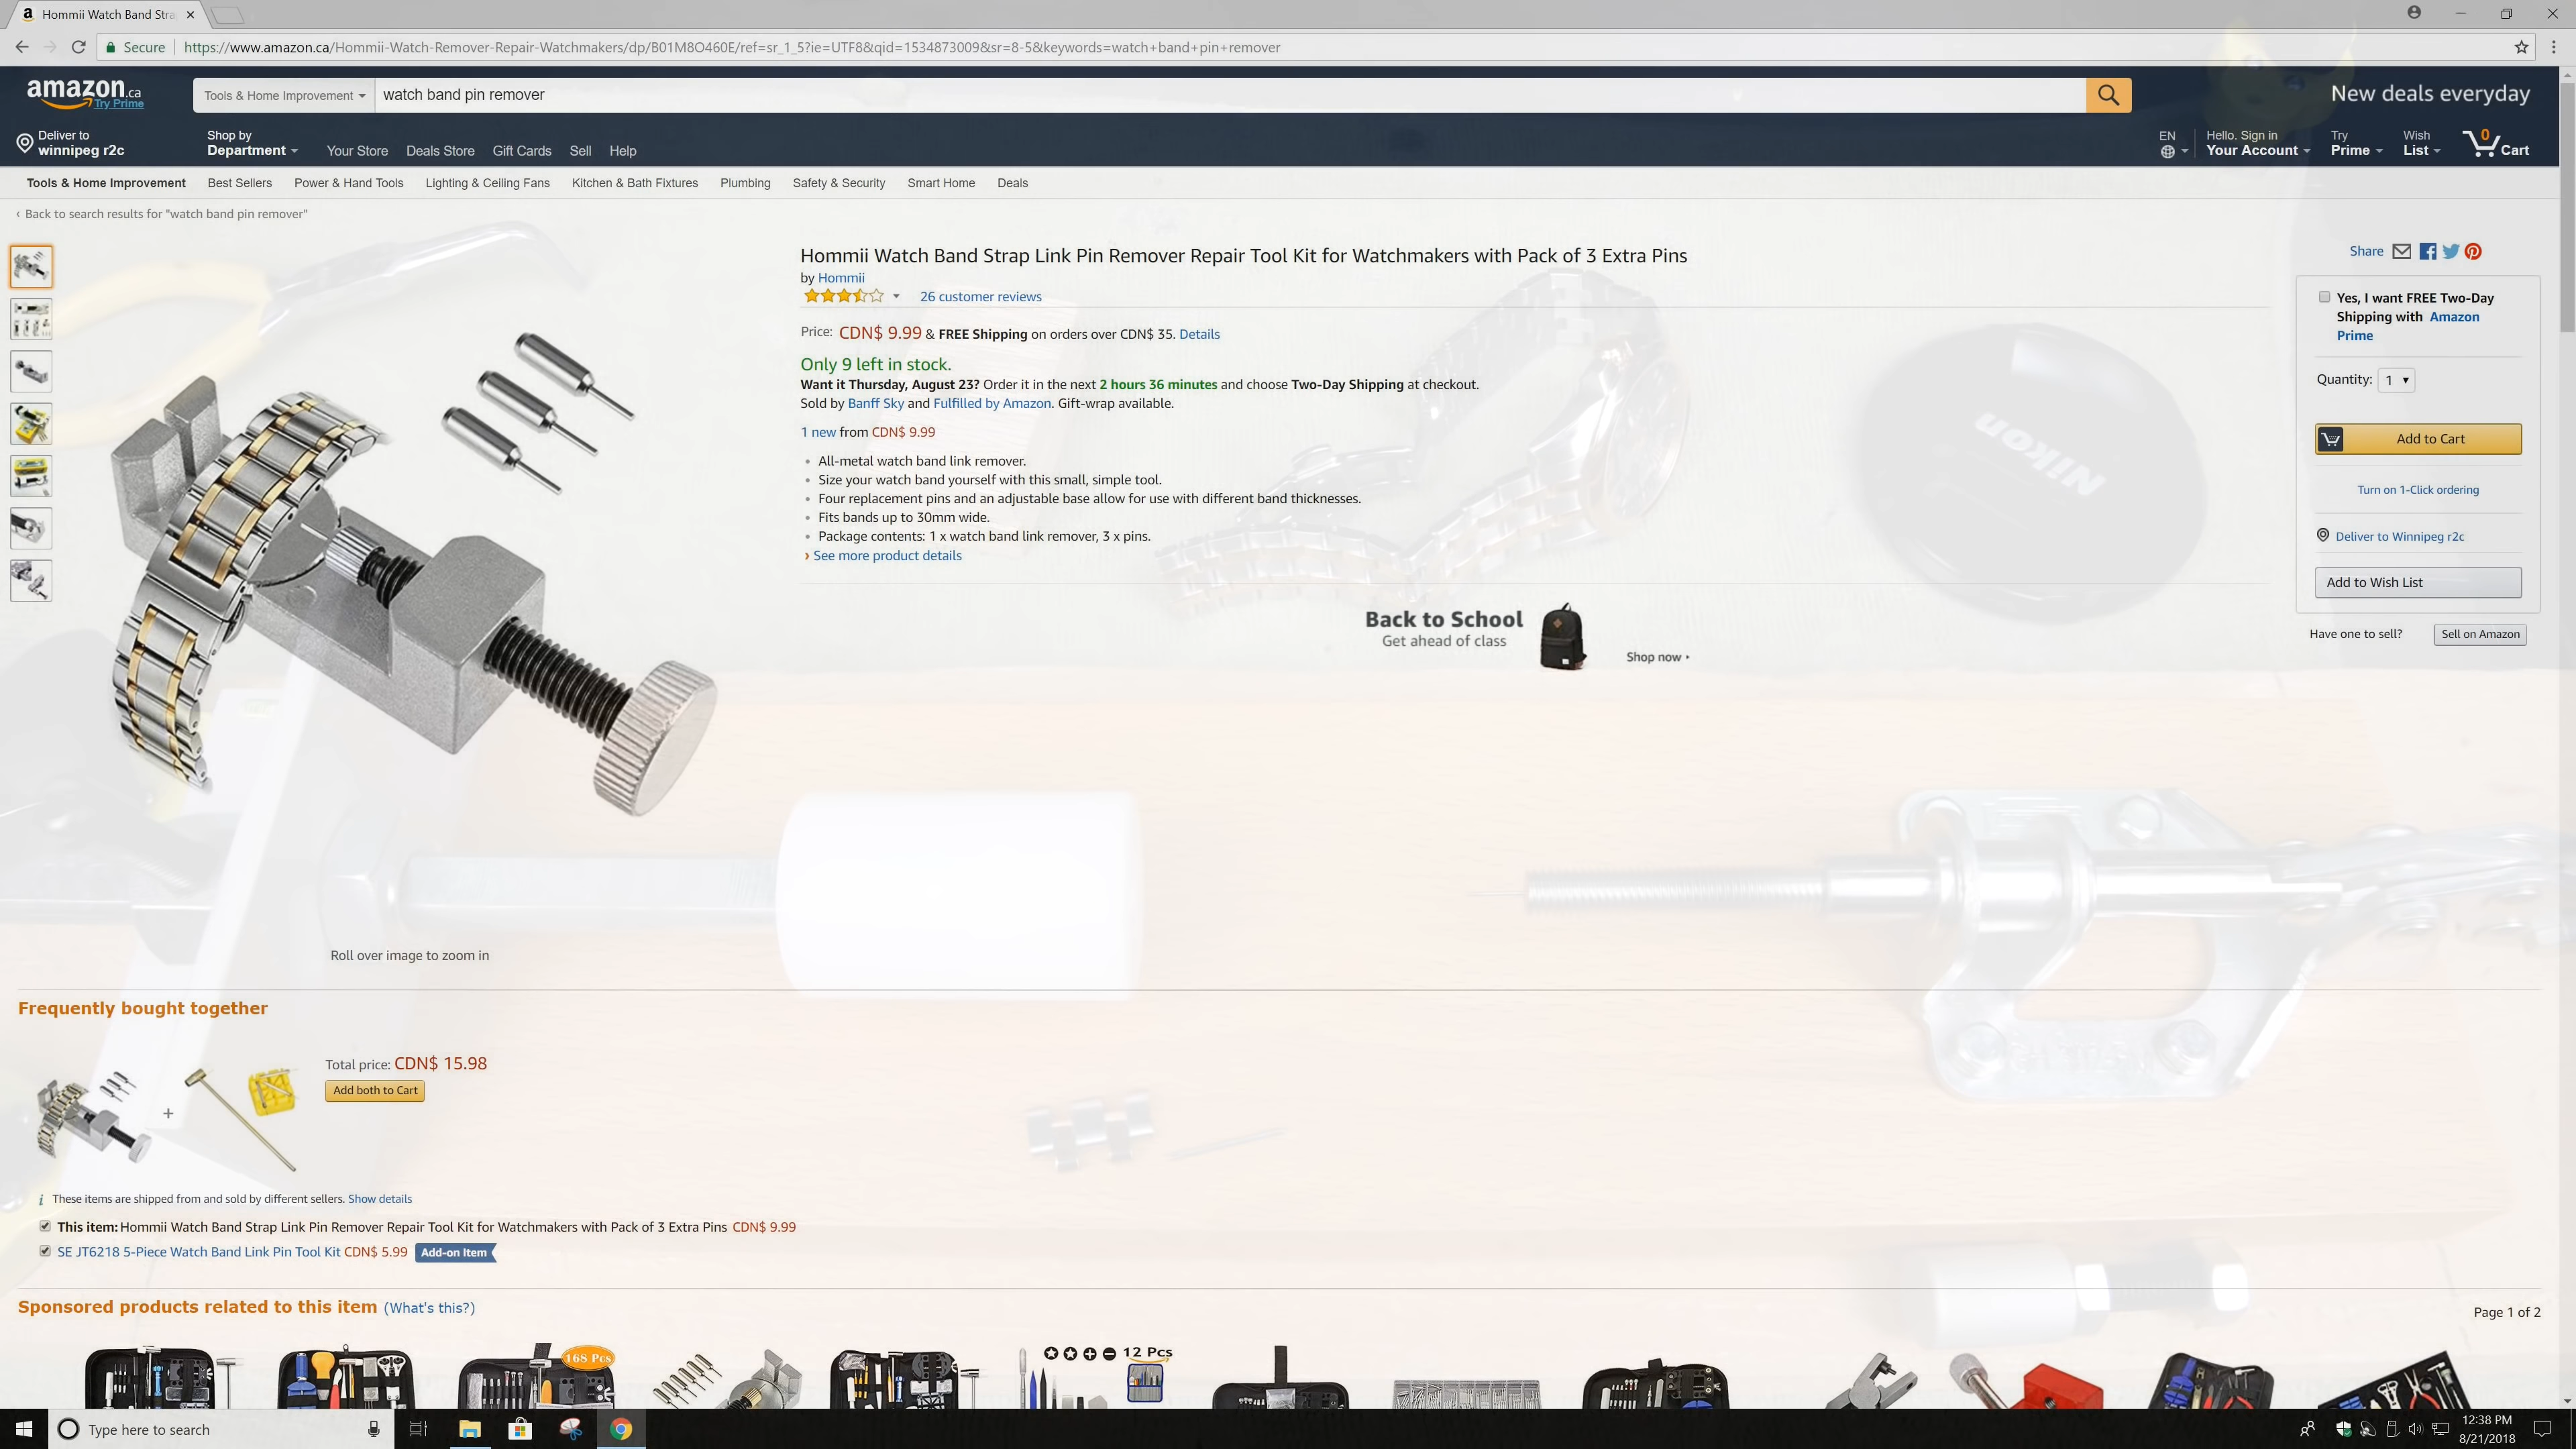 Hommii Watch Band Stra
Secure
https://www.amazon.ca/Hommii-Watch-Remover-Repair-Watchmakers/dp/B01M8O460E/ref=sr_1_5?ie=UTF8&qid=1534873009&sr=8-5&keywords=watch+band+pin+remover
amazon.ca
Try Prime
Tools & Home Improvement
watch band pin remover
New deals everyday
Deliver to
winnipeg r2c
Shop by
Department
Your Store
Deals Store
Gift Cards
Sell
Help
EN
Hello. Sign in
Your Account
Try
Prime
Wish
List
0
Cart
Tools & Home Improvement
Best Sellers
Power & Hand Tools
Lighting & Ceiling Fans
Kitchen & Bath Fixtures
Plumbing
Safety & Security
Smart Home
Deals
‹ Back to search results for "watch band pin remover"
Hommii Watch Band Strap Link Pin Remover Repair Tool Kit for Watchmakers with Pack of 3 Extra Pins
by Hommii
26 customer reviews
Price: CDN$ 9.99 & FREE Shipping on orders over CDN$ 35. Details
Only 9 left in stock.
Want it Thursday, August 23? Order it in the next 2 hours 36 minutes and choose Two-Day Shipping at checkout.
Sold by Banff Sky and Fulfilled by Amazon. Gift-wrap available.
1 new from CDN$ 9.99
• All-metal watch band link remover.
• Size your watch band yourself with this small, simple tool.
• Four replacement pins and an adjustable base allow for use with different band thicknesses.
• Fits bands up to 30mm wide.
• Package contents: 1 x watch band link remover, 3 x pins.
› See more product details
Back to School
Get ahead of class
Shop now
Share
Yes, I want FREE Two-Day
Shipping with Amazon
Prime
Quantity: 1
Add to Cart
Turn on 1-Click ordering
Deliver to Winnipeg r2c
Add to Wish List
Have one to sell?
Sell on Amazon
Nikon
Roll over image to zoom in
Frequently bought together
+
Total price: CDN$ 15.98
Add both to Cart
i These items are shipped from and sold by different sellers. Show details
This item: Hommii Watch Band Strap Link Pin Remover Repair Tool Kit for Watchmakers with Pack of 3 Extra Pins CDN$ 9.99
SE JT6218 5-Piece Watch Band Link Pin Tool Kit CDN$ 5.99 Add-on Item
Sponsored products related to this item (What's this?)
Page 1 of 2
168 Pcs
12 Pcs
Type here to search
12:38 PM
8/21/2018